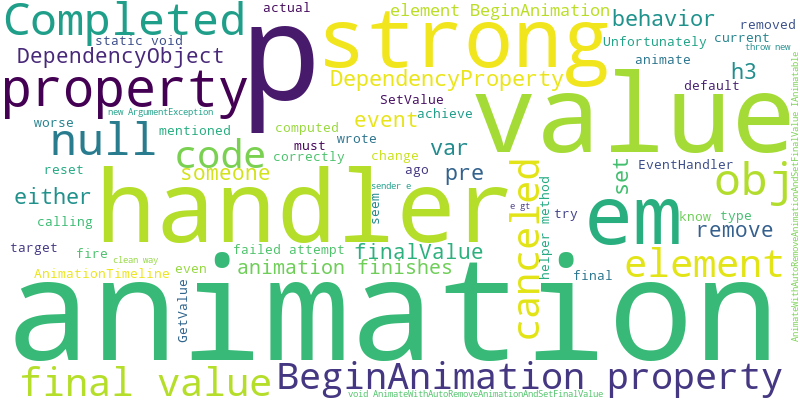 Completed
p
strong
actual
element BeginAnimation
behavior
removed
static void
DependencyObject
Unfortunately
current
throw new
property
DependencyProperty
animate
h3
default
value
new ArgumentException
SetValue
achieve
event
worse
null
mentioned
computed
wrote
must
var
code
correctly
change
someone
ago
pre
EventHandler
reset
either
handler
sender e
seem
canceled
helper method
em
set
obj
try
e gt
know
type
calling
remove
target
fire
failed attempt
finalValue
clean way
AnimationTimeline
even
animation finishes
final
element
GetValue
animation
final value
BeginAnimation property
void AnimateWithAutoRemoveAnimationAndSetFinalValue
AnimateWithAutoRemoveAnimationAndSetFinalValue IAnimatable